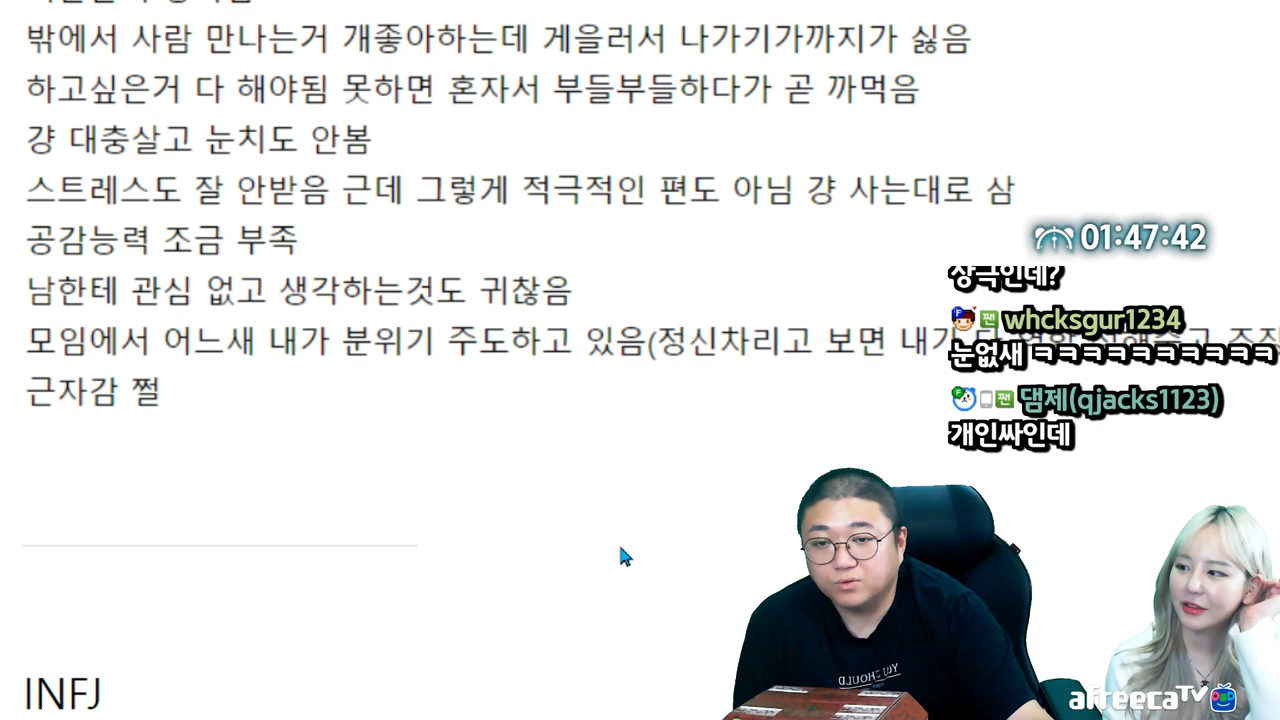 밖에서 사람 만나는거 개좋아하는데 게을러서 나가기가까지가 싫음
하고싶은거 다 해야됨 못하면 혼자서 부들부들하다가 곧 까먹음
걍 대충살고 눈치도 안봄
스트레스도 잘 안받음 근데 그렇게 적극적인 편도 아님 걍 사는대로 삼
공감능력 조금 부족
남한테 관심 없고 생각하는것도 귀찮음
모임에서 어느새 내가 분위기 주도하고 있음(정신차리고 보면 내가
근자감 쩔
INFJ
01:47:42
상극인데?
whcksgur1234
눈없새 ㅋㅋㅋㅋㅋㅋㅋㅋㅋㅋ
댐제(qjacks1123)
개인싸인데
YOU SHOULD
afreecaTV